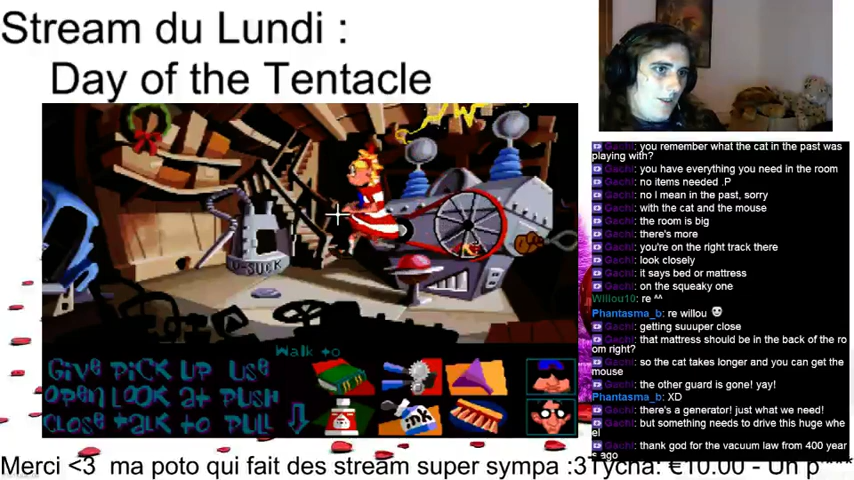 Stream du Lundi :
Day of the Tentacle
U-SUCK
Walk to
Give Pick up Use
Open Look at Push
Close Talk to Pull
ink
Gachi: you remember what the cat in the past was
playing with?
Gachi: you have everything you need in the room
Gachi: no items needed .P
Gachi: no I mean in the past, sorry
Gachi: with the cat and the mouse
Gachi: the room is big
Gachi: there's more
Gachi: you're on the right track there
Gachi: look closely
Gachi: it says bed or mattress
Gachi: on the squeaky one
Willou10: re ^^
Phantasma_b: re willou
Gachi: getting suuuper close
Gachi: that mattress should be in the back of the ro
om right?
Gachi: so the cat takes longer and you can get the
mouse
Gachi: the other guard is gone! yay!
Phantasma_b: XD
Gachi: there's a generator! just what we need!
Gachi: but something needs to drive this huge whe
el
Gachi: thank god for the vacuum law from 400 year
s ago
Merci <3 ma poto qui fait des stream super sympa :3Tycha: €10.00 - Un p****